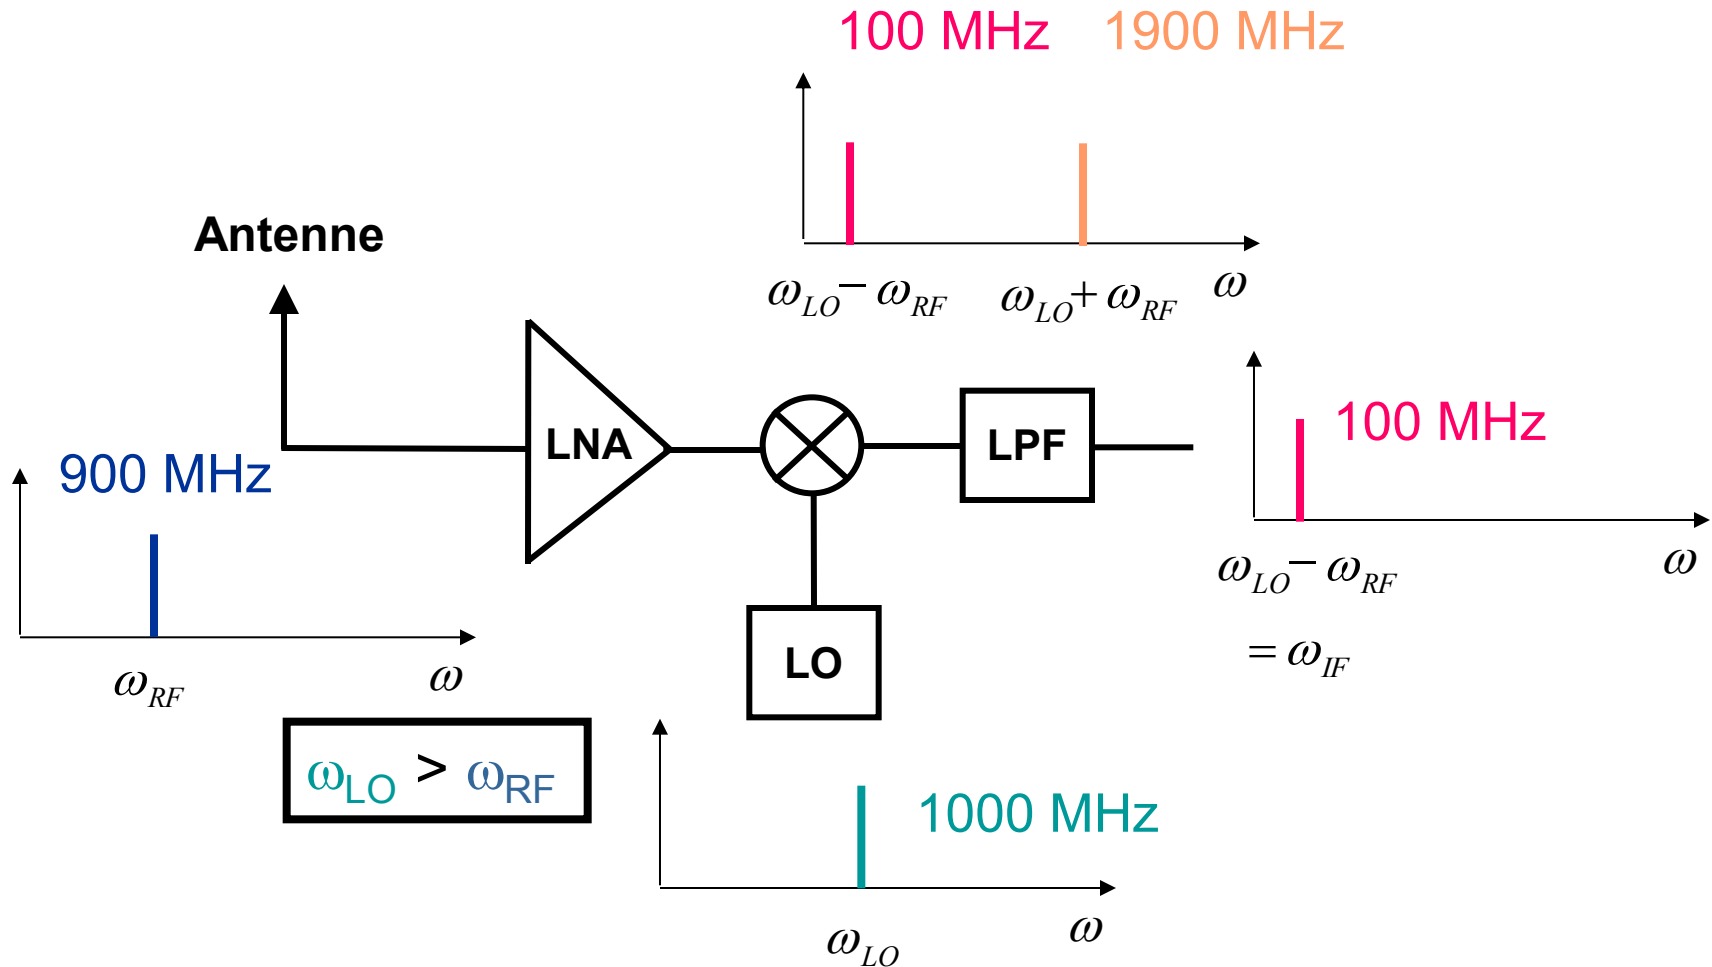 100 MHz 1900 MHz
ω_LO − ω_RF ω_LO + ω_RF ω
Antenne
LNA
LPF
100 MHz
ω_LO − ω_RF ω
= ω_IF
900 MHz
ω_RF ω
LO
ω_LO > ω_RF
1000 MHz
ω_LO ω